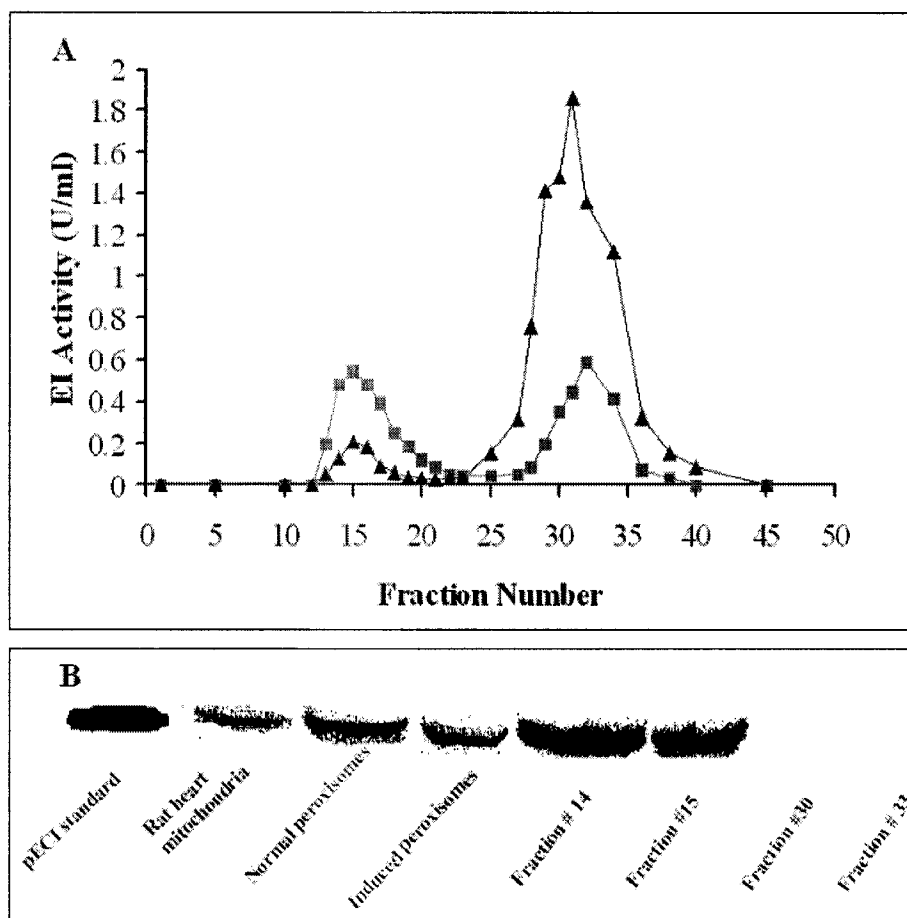 A
EI Activity (U/ml)
2
1.8
1.6
1.4
1.2
1
0.8
0.6
0.4
0.2
0
0 5 10 15 20 25 30 35 40 45 50
Fraction Number
B
pECI standard
Rat heart
mitochondria
Normal peroxisomes
Induced peroxisomes
Fraction # 14
Fraction #15
Fraction #30
Fraction # 33